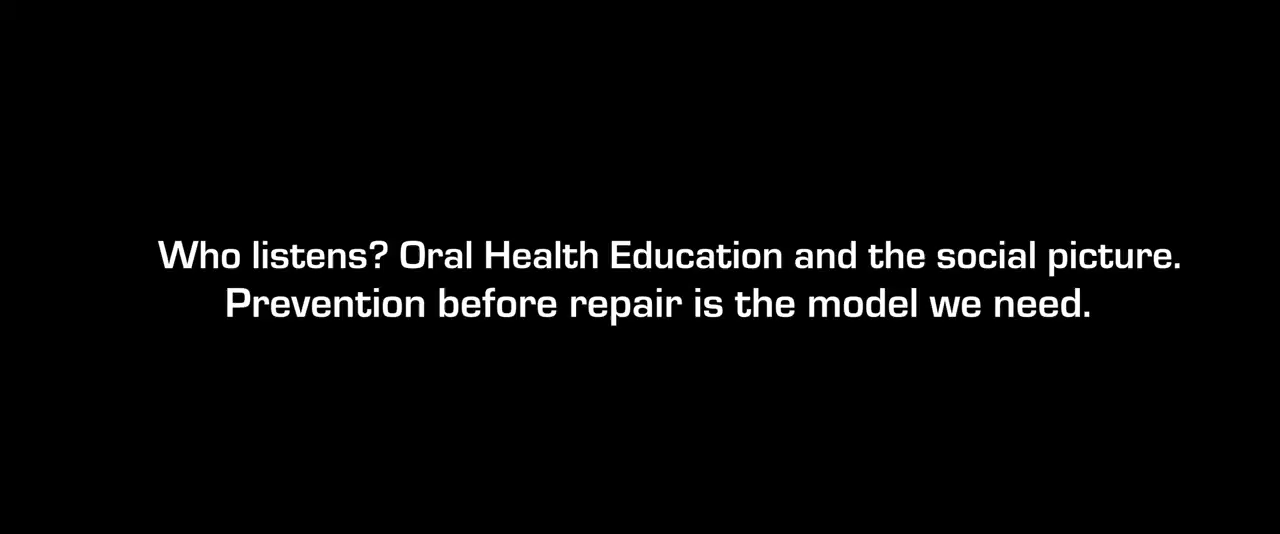 Who listens? Oral Health Education and the social picture.
Prevention before repair is the model we need.